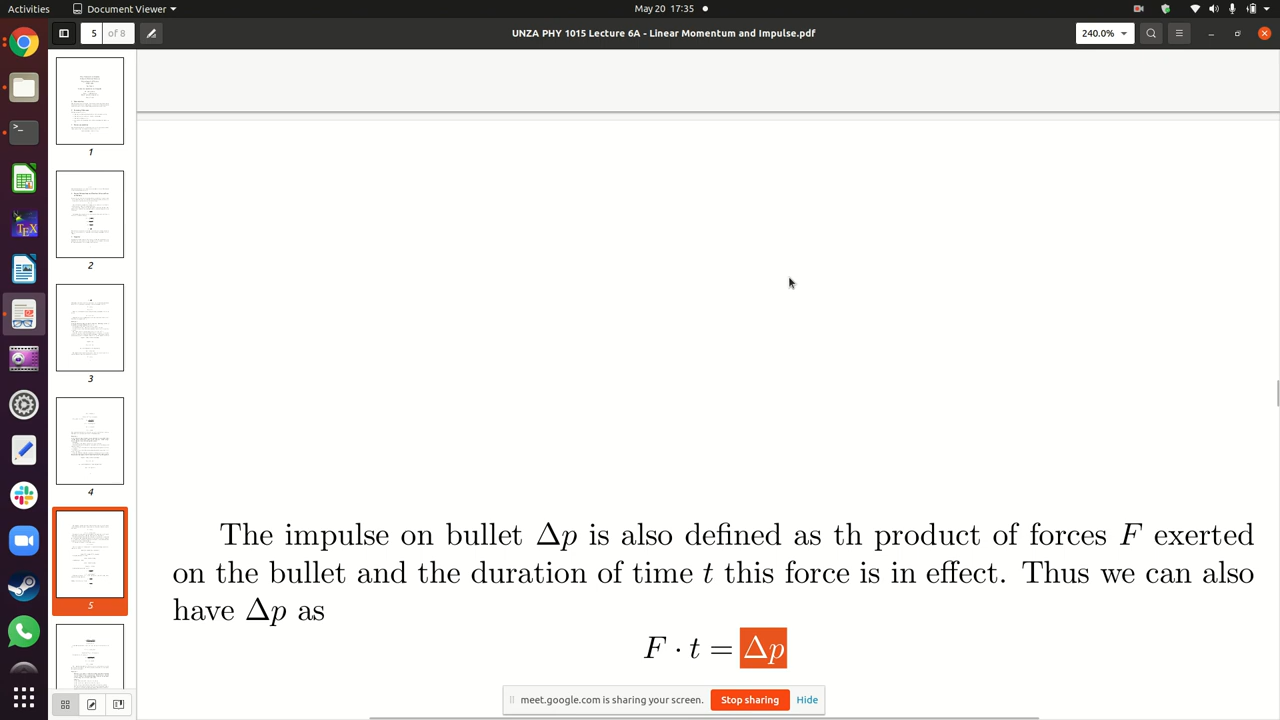 Activities
Document Viewer
May 20 17:35
5 of 8
UNZA PHY 1015 Lecture 6A - Linear Momentum and Impulse.pdf
240.0%
1
2
3
4
5
The impulse on bullet Δp is also defined as th product of forces F exerted
on the bullet and the duration of time t this force is in effect. Thus we can also
have Δp as
F · t = Δp
meet.google.com is sharing your screen.
Stop sharing
Hide